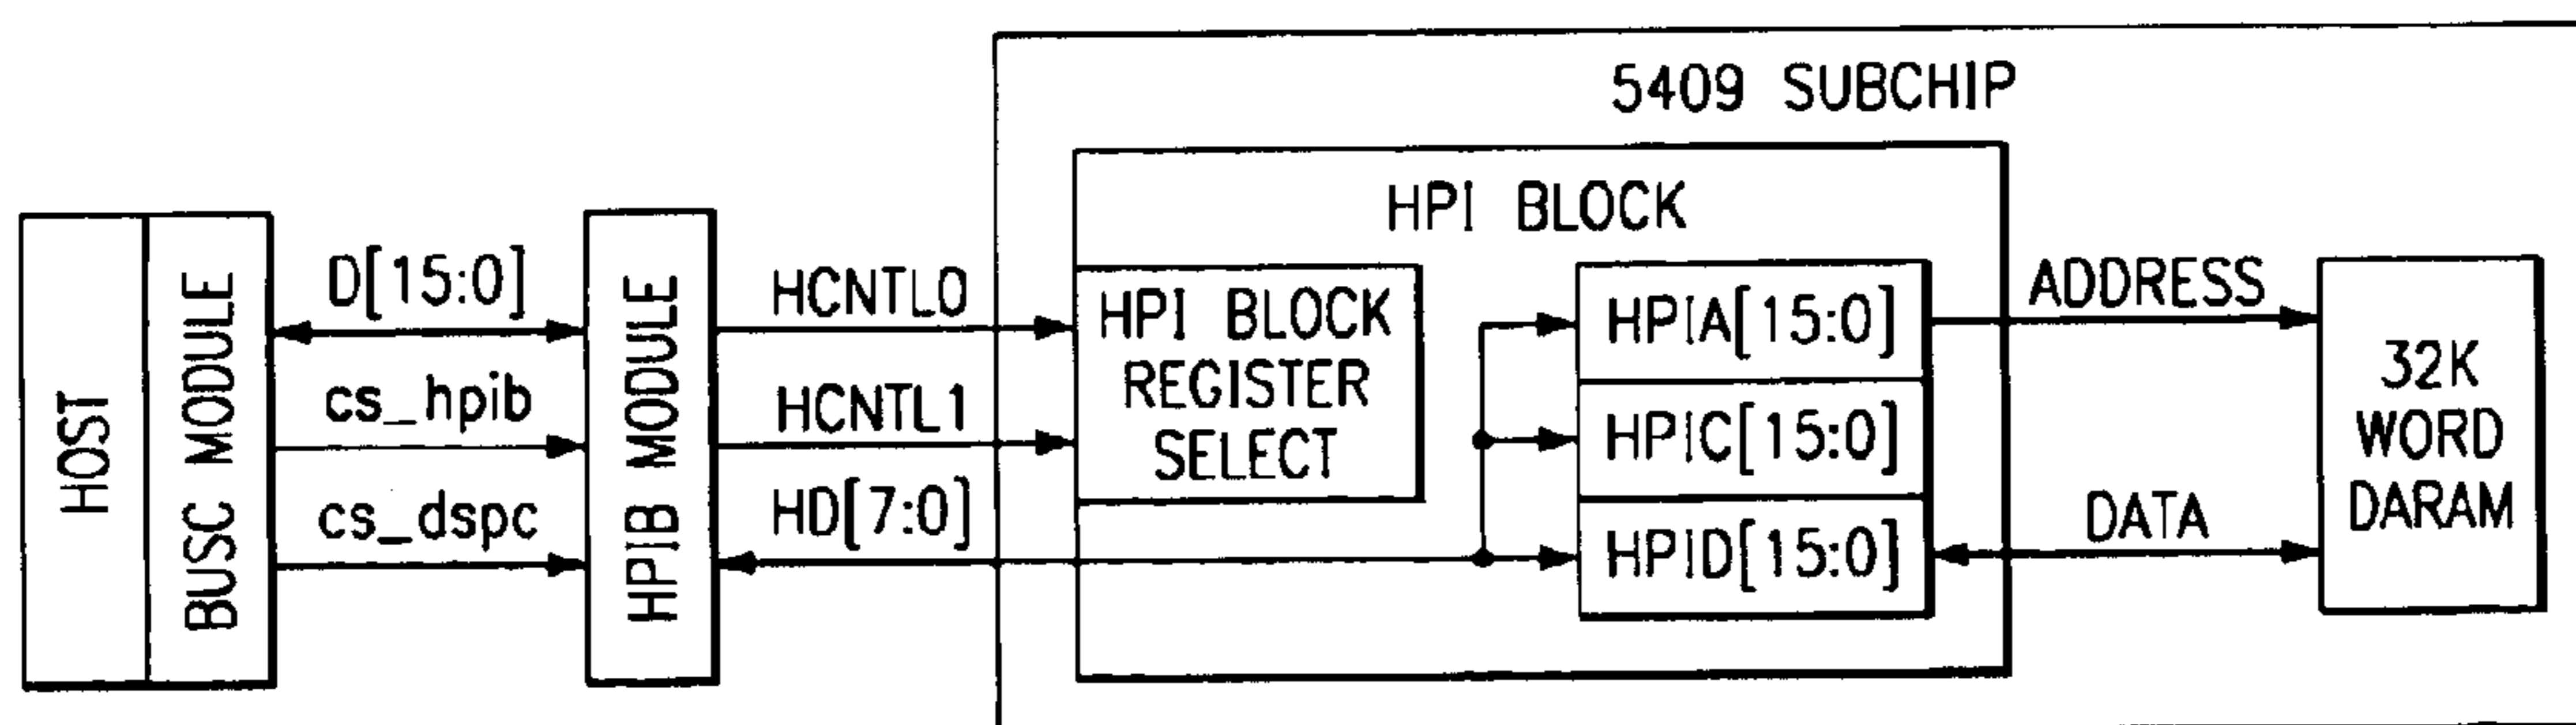 5409 SUBCHIP
HPI BLOCK
HOST
BUSC MODULE
D[15:0]
cs_hpib
cs_dspc
HPIB MODULE
HCNTL0
HCNTL1
HD[7:0]
HPI BLOCK
REGISTER
SELECT
HPIA[15:0]
HPIC[15:0]
HPID[15:0]
ADDRESS
DATA
32K
WORD
DARAM